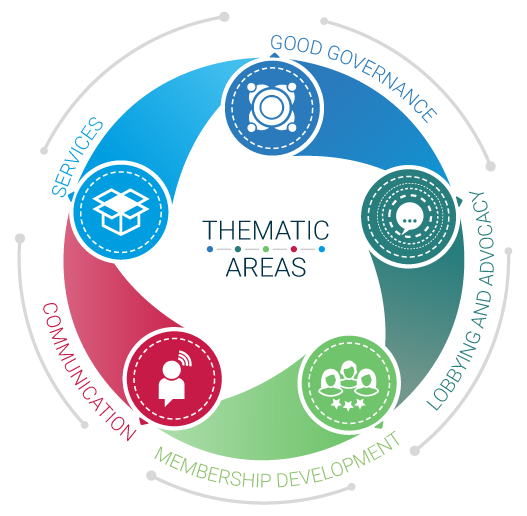 GOOD GOVERNANCE
SERVICES
LOBBYING AND ADVOCACY
THEMATIC
AREAS
COMMUNICATION
MEMBERSHIP DEVELOPMENT